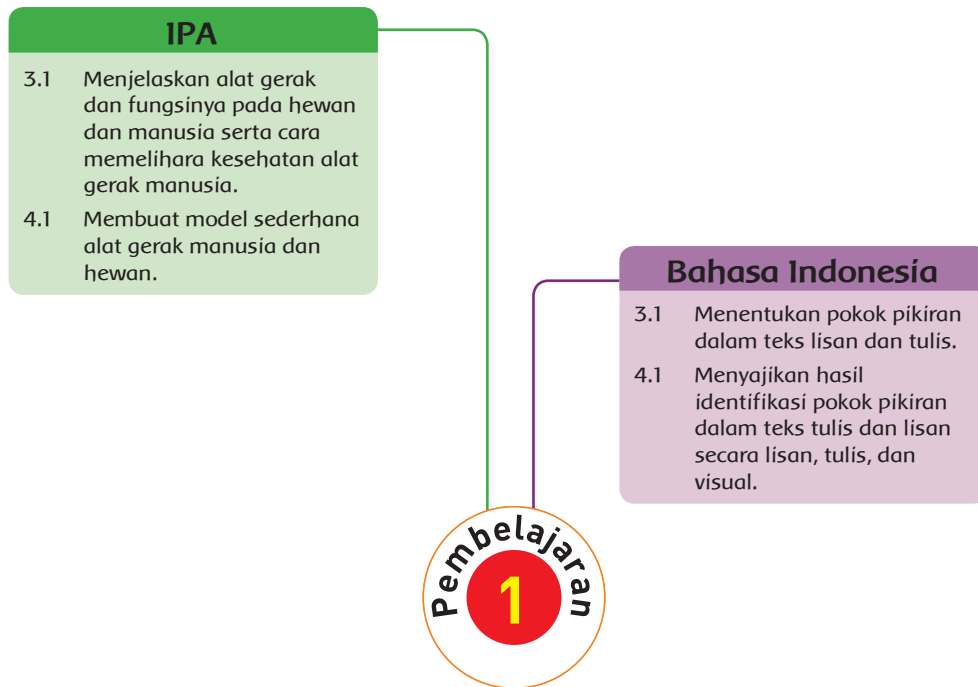 IPA
3.1 Menjelaskan alat gerak
dan fungsinya pada hewan
dan manusia serta cara
memelihara kesehatan alat
gerak manusia.
4.1 Membuat model sederhana
alat gerak manusia dan
hewan.
Bahasa Indonesia
3.1 Menentukan pokok pikiran
dalam teks lisan dan tulis.
4.1 Menyajikan hasil
identifikasi pokok pikiran
dalam teks tulis dan lisan
secara lisan, tulis, dan
visual.
Pembelajaran
1